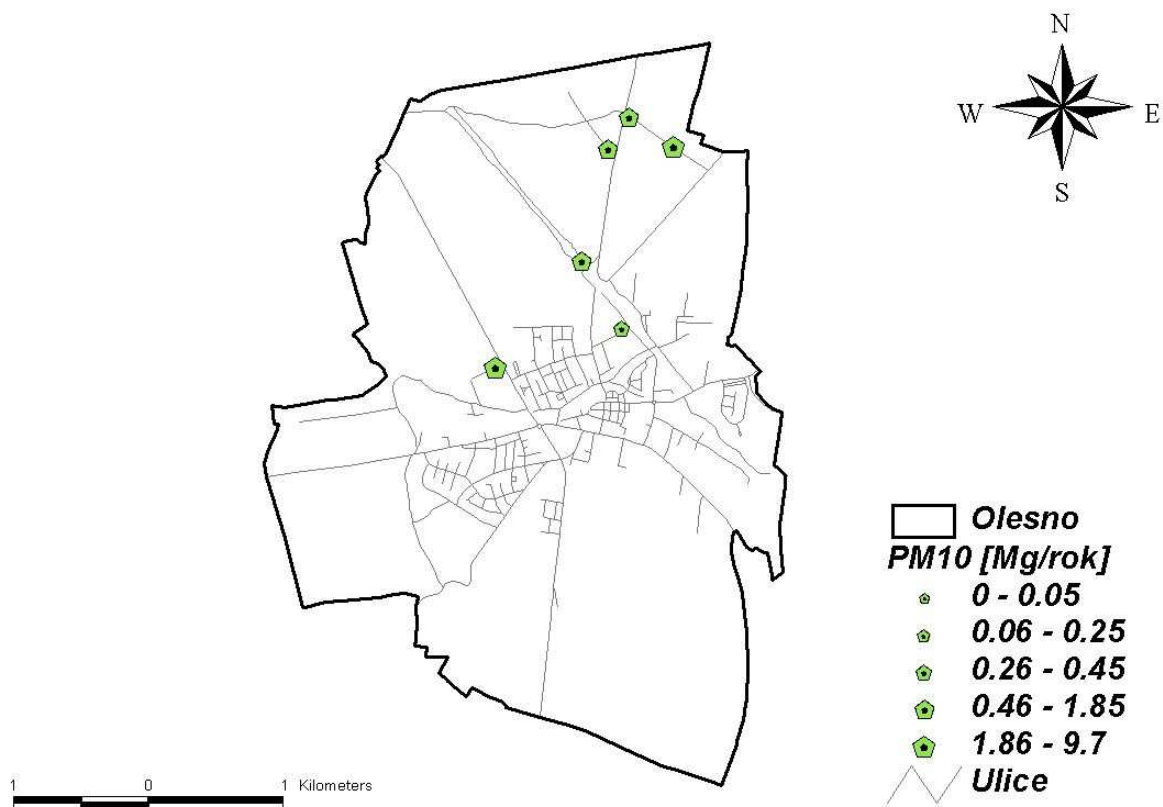 N
W E
S
Olesno
PM10 [Mg/rok]
0 - 0.05
0.06 - 0.25
0.26 - 0.45
0.46 - 1.85
1.86 - 9.7
Ulice
1 0 1 Kilometers